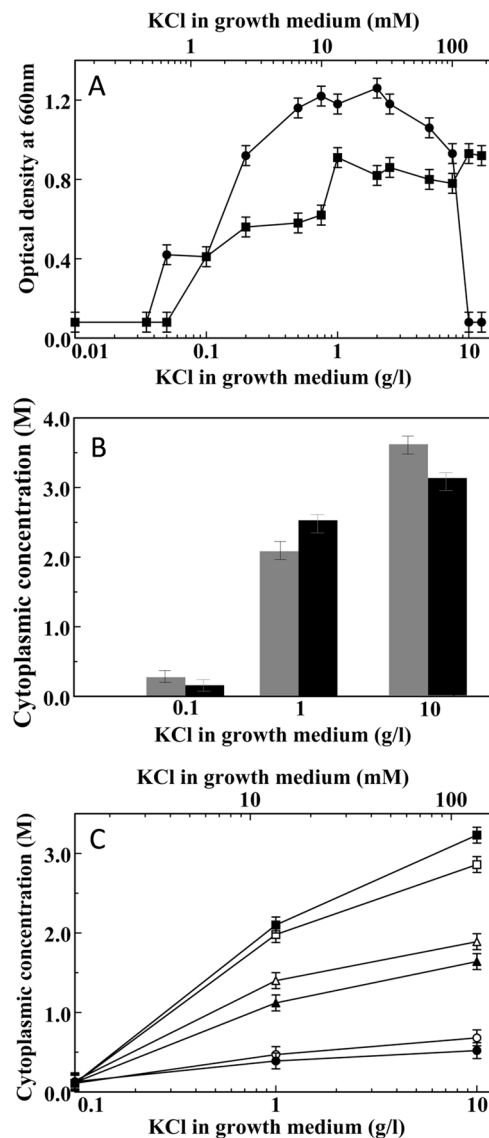 KCl in growth medium (mM)
1 10 100
A
Optical density at 660nm
1.2
0.8
0.4
0.0
0.01 0.1 1 10
KCl in growth medium (g/l)
B
Cytoplasmic concentration (M)
4.0
3.0
2.0
1.0
0.0
0.1 1 10
KCl in growth medium (g/l)
KCl in growth medium (mM)
10 100
C
Cytoplasmic concentration (M)
3.0
2.0
1.0
0.0
0.1 1 10
KCl in growth medium (g/l)